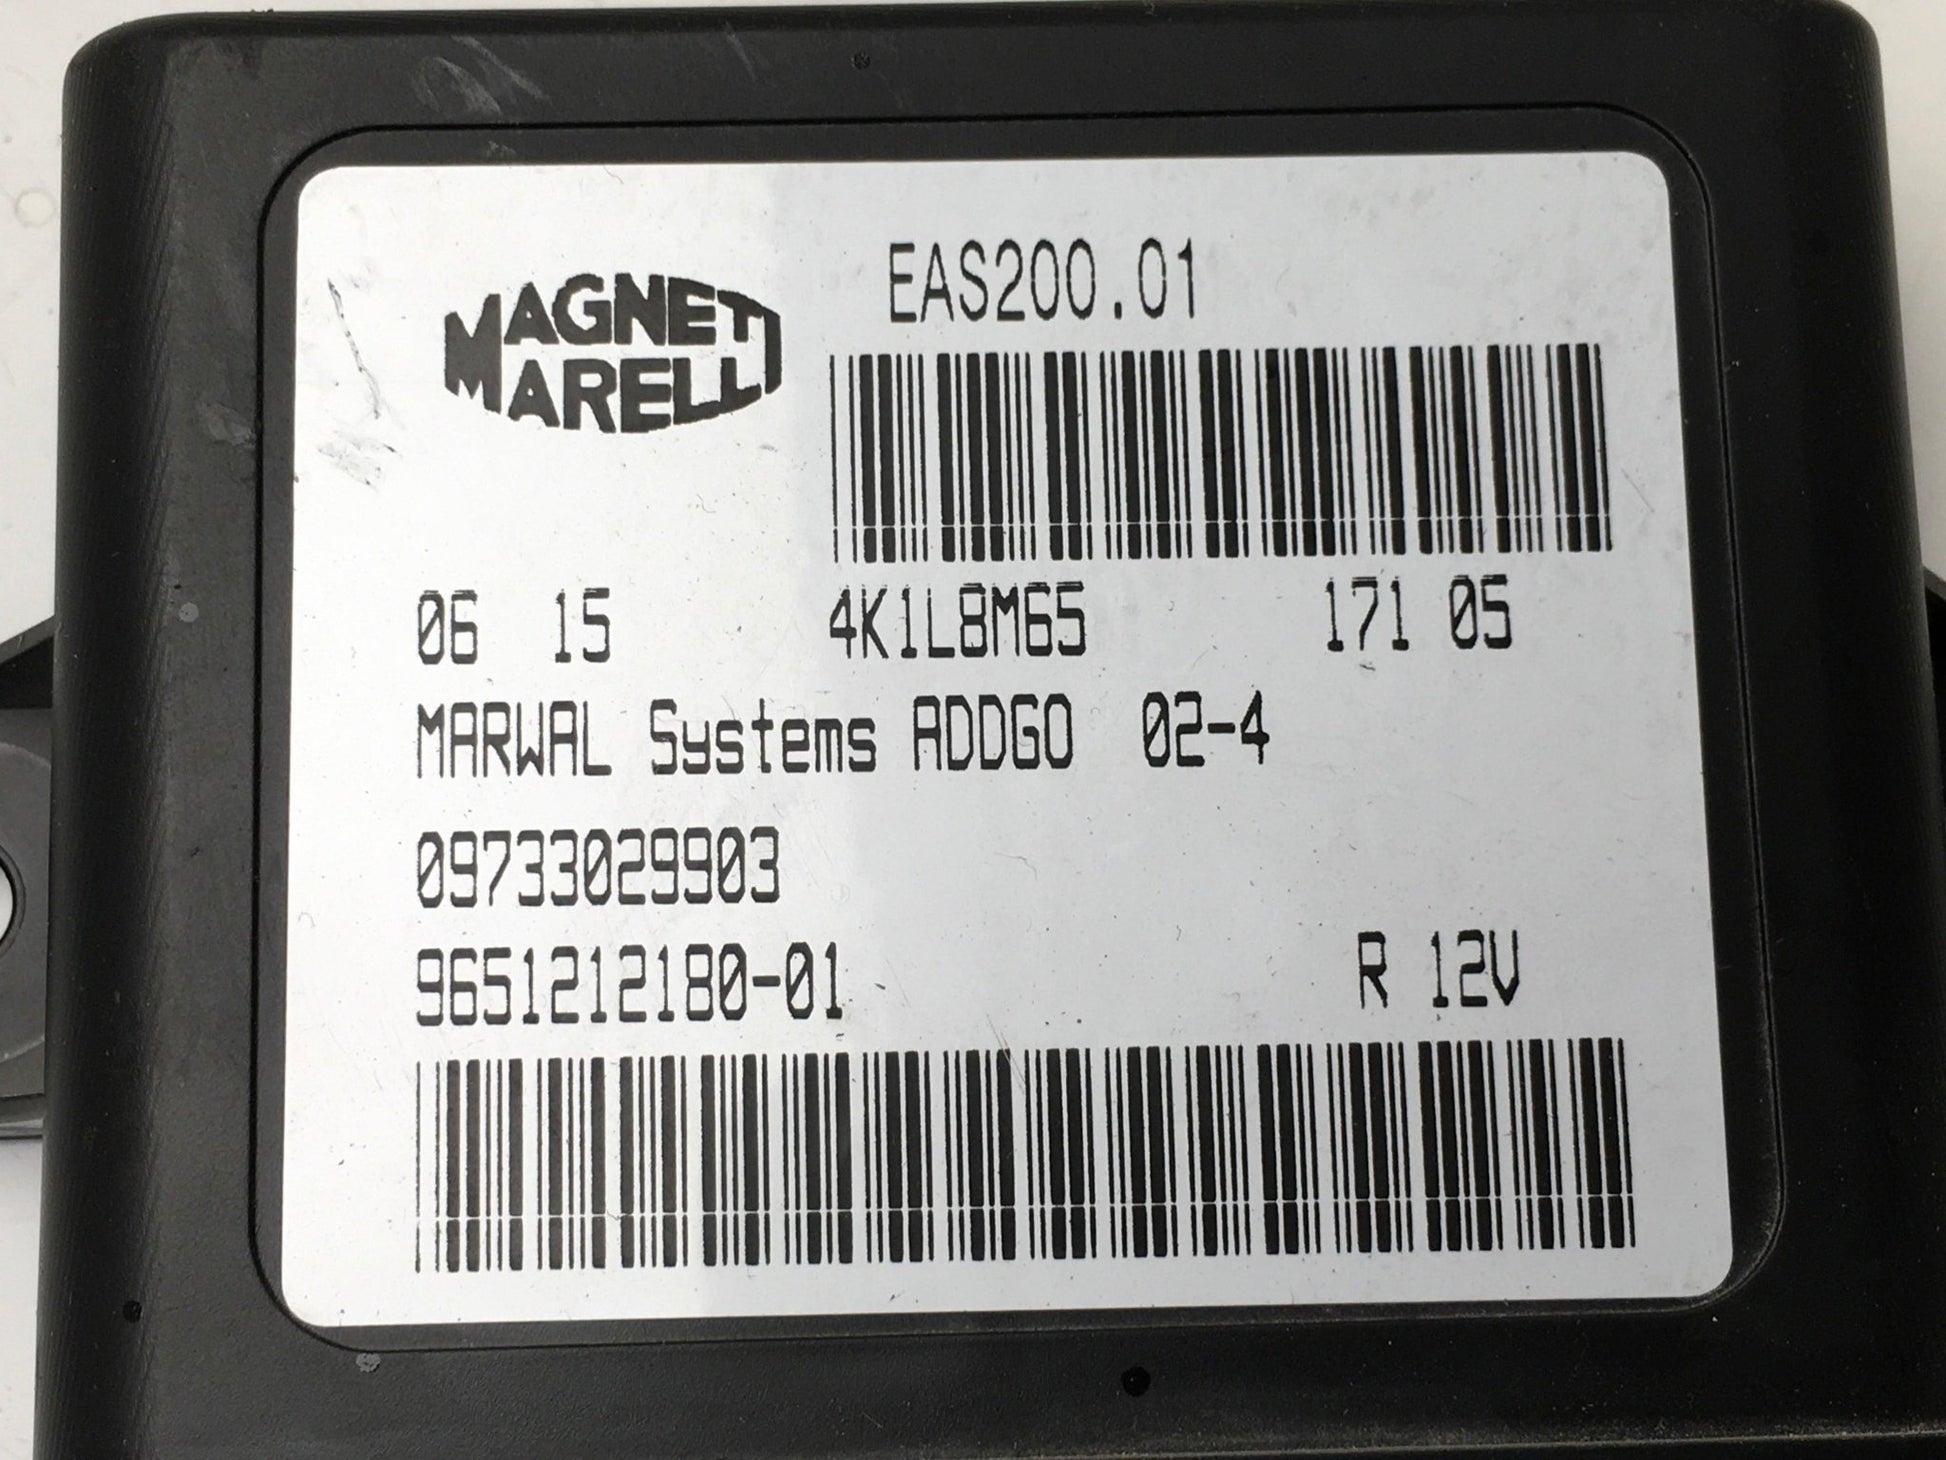 MAGNETI
MARELLI
EAS200.01
06 15 4K1L8M65 171 05
MARWAL Systems ADDGO 02-4
09733029903
9651212180-01 R 12V